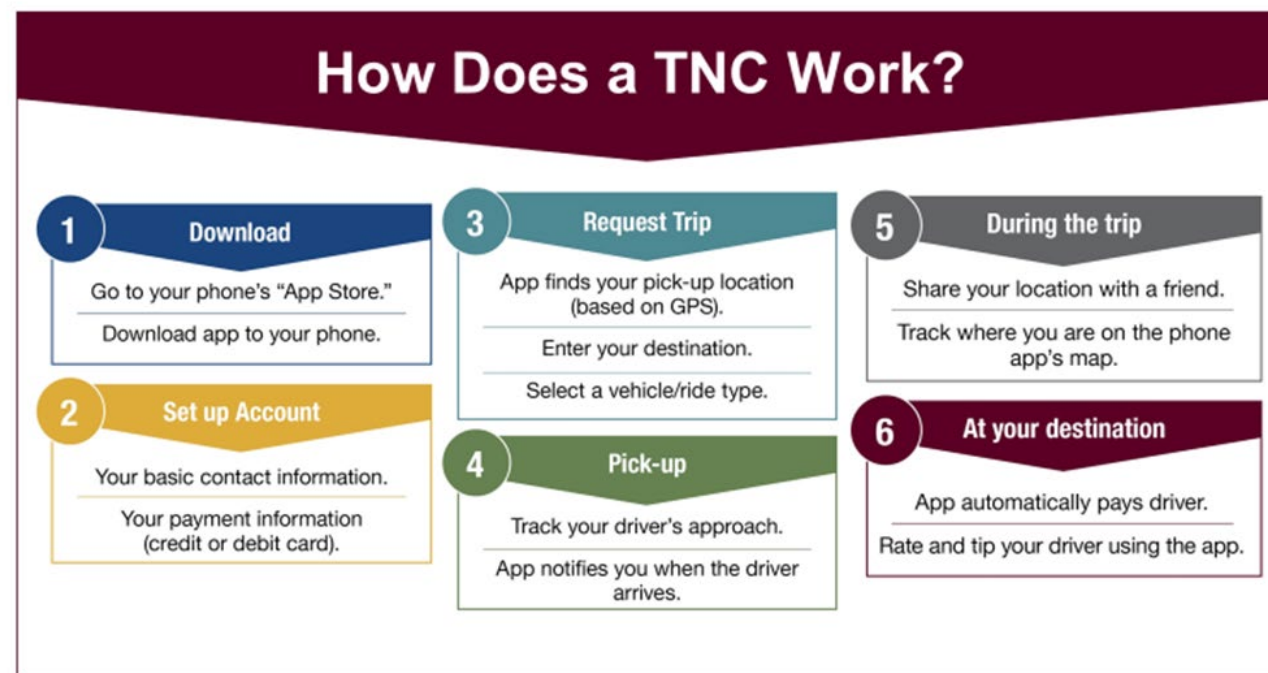 How Does a TNC Work?
1
Download
Go to your phone's “App Store.”
Download app to your phone.
2
Set up Account
Your basic contact information.
Your payment information
(credit or debit card).
3
Request Trip
App finds your pick-up location
(based on GPS).
Enter your destination.
Select a vehicle/ride type.
4
Pick-up
Track your driver's approach.
App notifies you when the driver
arrives.
5
During the trip
Share your location with a friend.
Track where you are on the phone
app's map.
6
At your destination
App automatically pays driver.
Rate and tip your driver using the app.